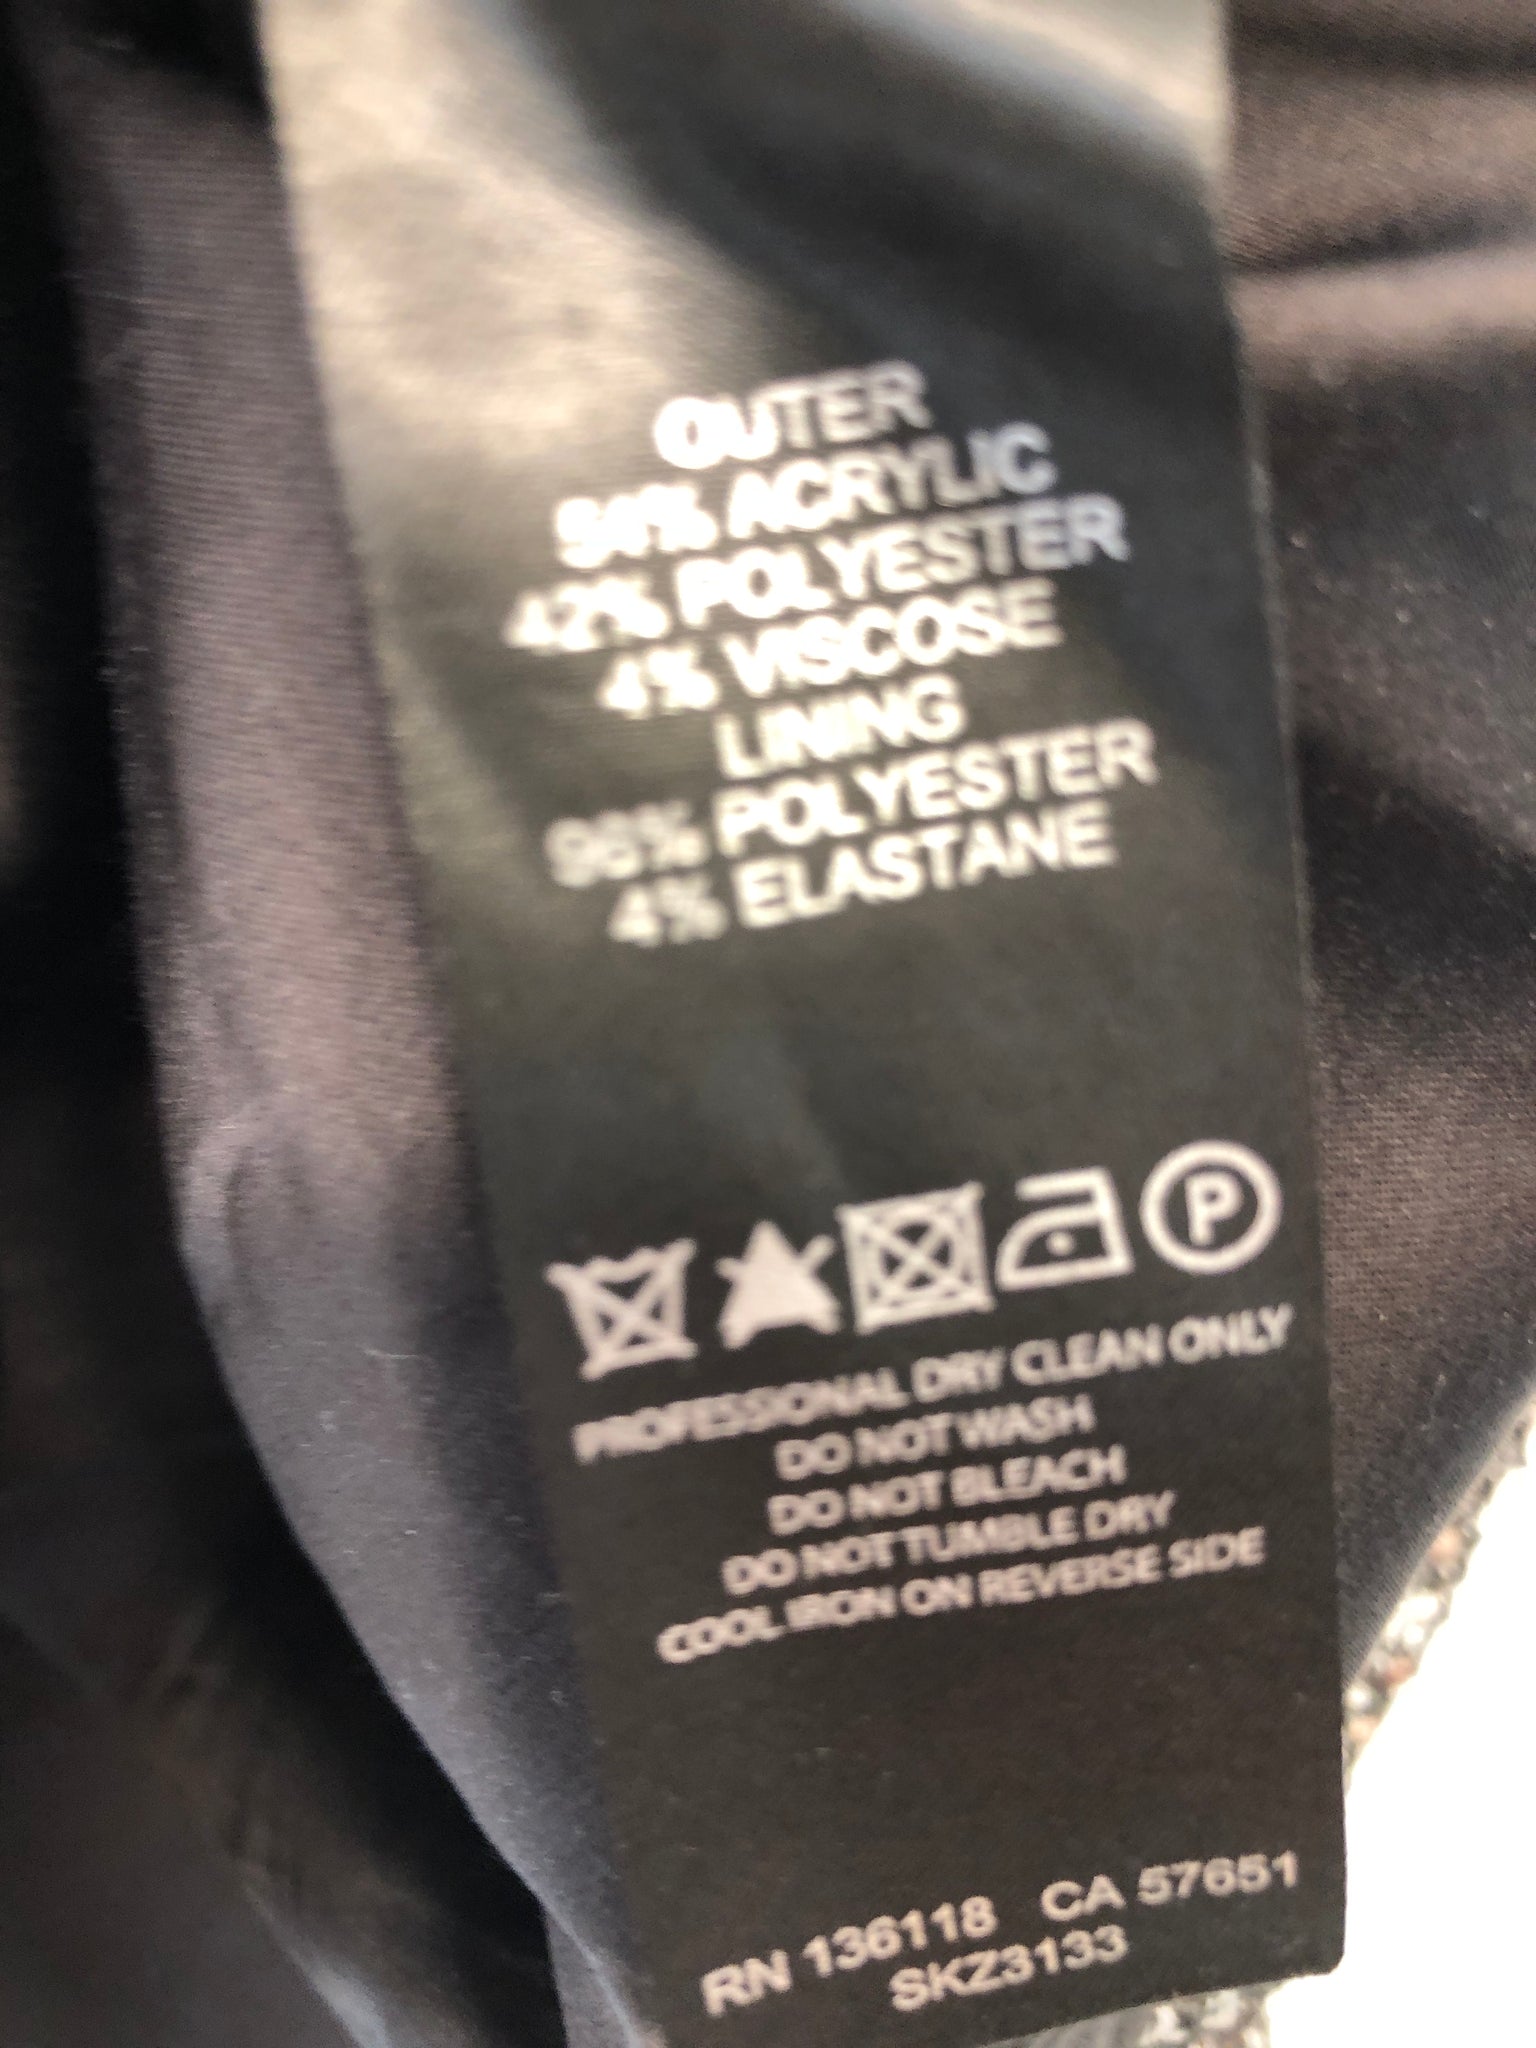 OUTER
54% ACRYLIC
42% POLYESTER
4% VISCOSE
LINING
96% POLYESTER
4% ELASTANE
P
PROFESSIONAL DRY CLEAN ONLY
DO NOT WASH
DO NOT BLEACH
DO NOT TUMBLE DRY
COOL IRON ON REVERSE SIDE
RN 136118 CA 57651
SKZ3133